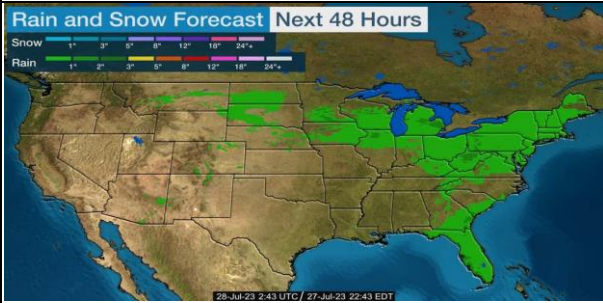 Rain and Snow Forecast Next 48 Hours
Snow 1" 3" 5" 8" 12" 18" 24"+
Rain 1" 2" 3" 5" 8" 12" 18" 24"+
28-Jul-23 2:43 UTC / 27-Jul-23 22:43 EDT